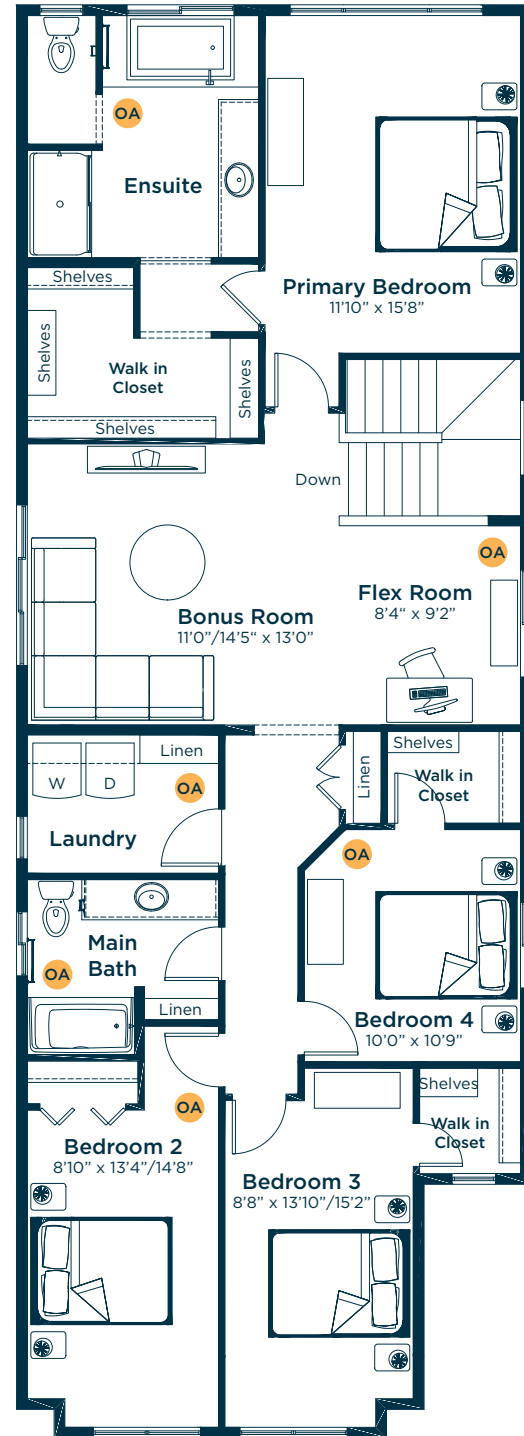 OA
Ensuite
Primary Bedroom
11'10” x 15'8”
Shelves
Shelves
Walk in
Closet
Shelves
Shelves
Down
OA
Flex Room
8'4“ x 9'2”
Bonus Room
11'0”/14'5“ x 13'0”
Linen
W
D
OA
Laundry
Linen
Shelves
Walk in
Closet
OA
Main
Bath
OA
Linen
Bedroom 4
10'0” x 10'9”
OA
Bedroom 2
8'10” x 13'4”/14'8”
Shelves
Walk in
Closet
Bedroom 3
8'8” x 13'10”/15'2”